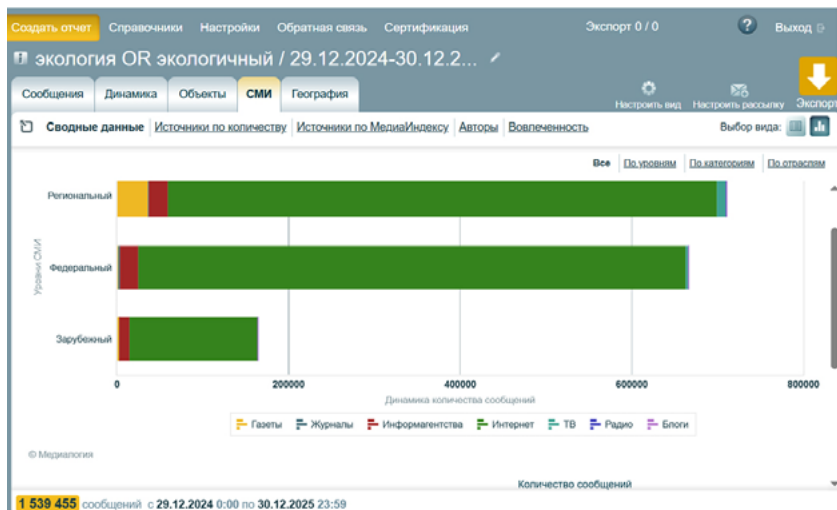 Создать отчет Справочники Настройки Обратная связь Сертификация Экспорт 0 / 0 ? Выход
экология OR экологичный / 29.12.2024-30.12.2...
Сообщения Динамика Объекты СМИ География Настроить вид Настроить рассылку Экспорт
Сводные данные Источники по количеству Источники по МедиаИндексу Авторы Вовлеченность Выбор вида:
Все По уровням По категориям По отраслям
Региональный
Уровни СМИ
Федеральный
Зарубежный
0 200000 400000 600000 800000
Динамика количества сообщений
Газеты Журналы Информагентства Интернет ТВ Радио Блоги
© Медиалогия
Количество сообщений
1 539 455 сообщений с 29.12.2024 0:00 по 30.12.2025 23:59